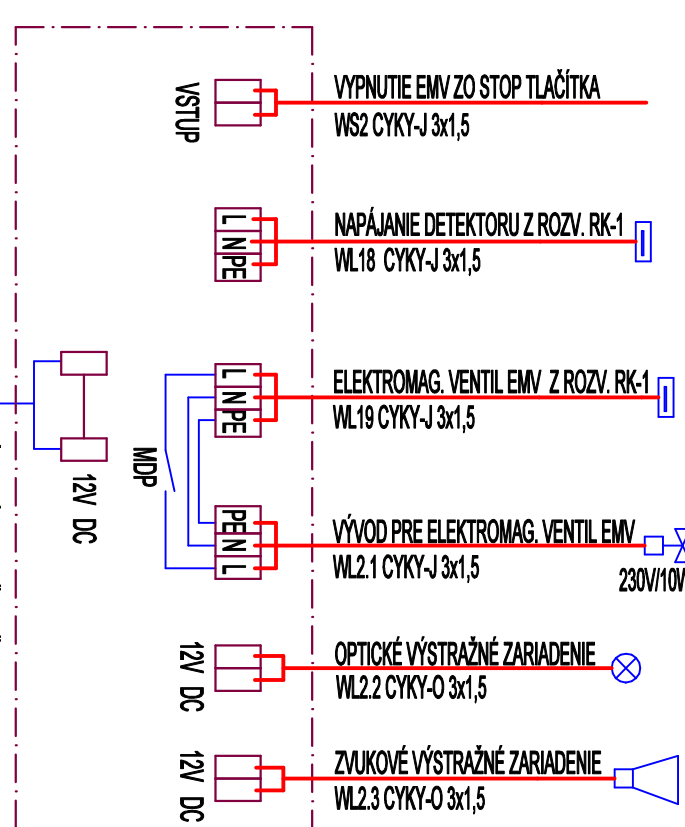 VSTUP
VYPNUTIE EMV ZO STOP TLAČÍTKA
WS2 CYKY-J 3x1,5
L
N
PE
NAPÁJANIE DETEKTORU Z ROZV. RK-1
WL18 CYKY-J 3x1,5
L
N
PE
ELEKTROMAG. VENTIL EMV Z ROZV. RK-1
WL19 CYKY-J 3x1,5
MDP
12V DC
PE
N
L
VÝVOD PRE ELEKTROMAG. VENTIL EMV
WL2.1 CYKY-J 3x1,5
230V/10W
12V DC
OPTICKÉ VÝSTRAŽNÉ ZARIADENIE
WL2.2 CYKY-O 3x1,5
12V DC
ZVUKOVÉ VÝSTRAŽNÉ ZARIADENIE
WL2.3 CYKY-O 3x1,5